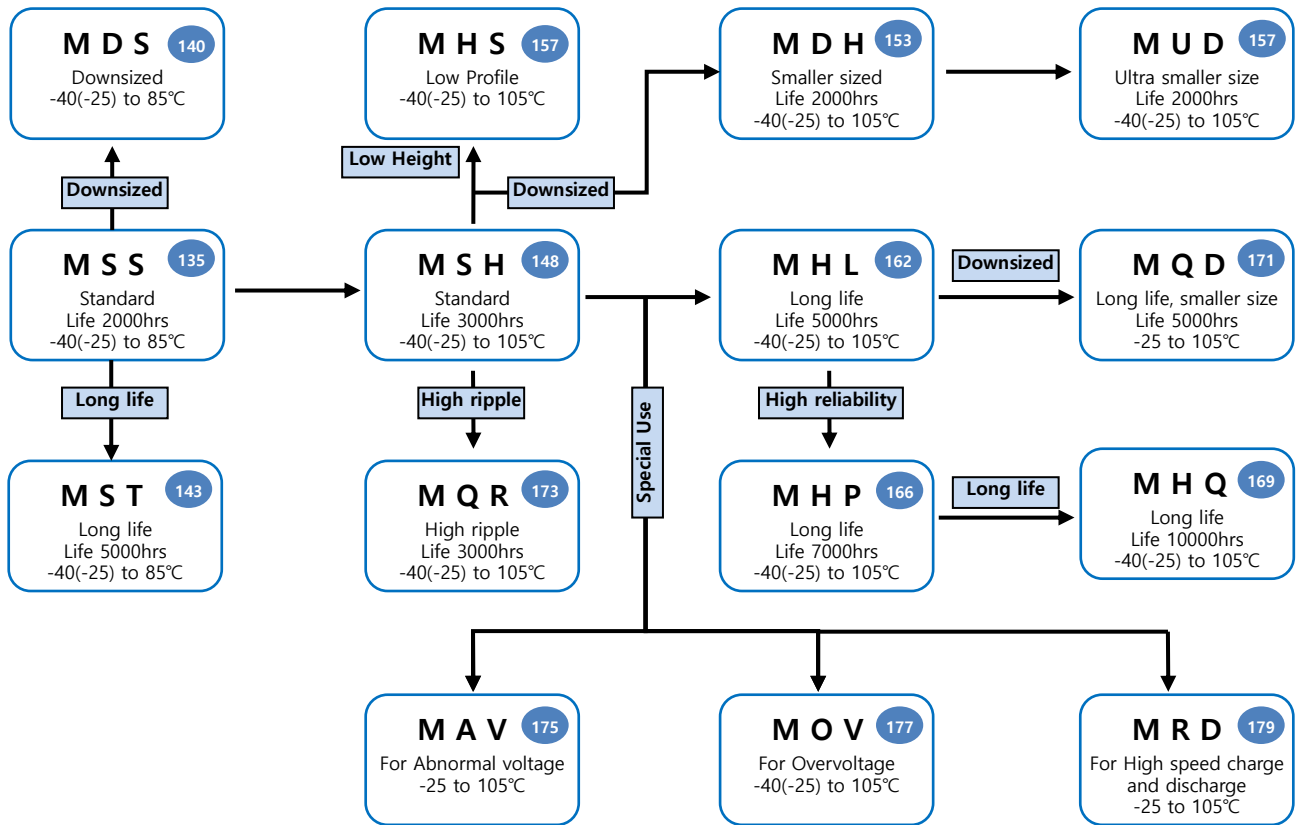 M D S 140
Downsized
-40(-25) to 85℃
M H S 157
Low Profile
-40(-25) to 105℃
M D H 153
Smaller sized
Life 2000hrs
-40(-25) to 105℃
M U D 157
Ultra smaller size
Life 2000hrs
-40(-25) to 105℃
Low Height
Downsized
Downsized
M S S 135
Standard
Life 2000hrs
-40(-25) to 85℃
M S H 148
Standard
Life 3000hrs
-40(-25) to 105℃
M H L 162
Long life
Life 5000hrs
-40(-25) to 105℃
Downsized
M Q D 171
Long life, smaller size
Life 5000hrs
-25 to 105℃
Long life
High ripple
Special Use
High reliability
M S T 143
Long life
Life 5000hrs
-40(-25) to 85℃
M Q R 173
High ripple
Life 3000hrs
-40(-25) to 105℃
M H P 166
Long life
Life 7000hrs
-40(-25) to 105℃
Long life
M H Q 169
Long life
Life 10000hrs
-40(-25) to 105℃
M A V 175
For Abnormal voltage
-25 to 105℃
M O V 177
For Overvoltage
-40(-25) to 105℃
M R D 179
For High speed charge
and discharge
-25 to 105℃